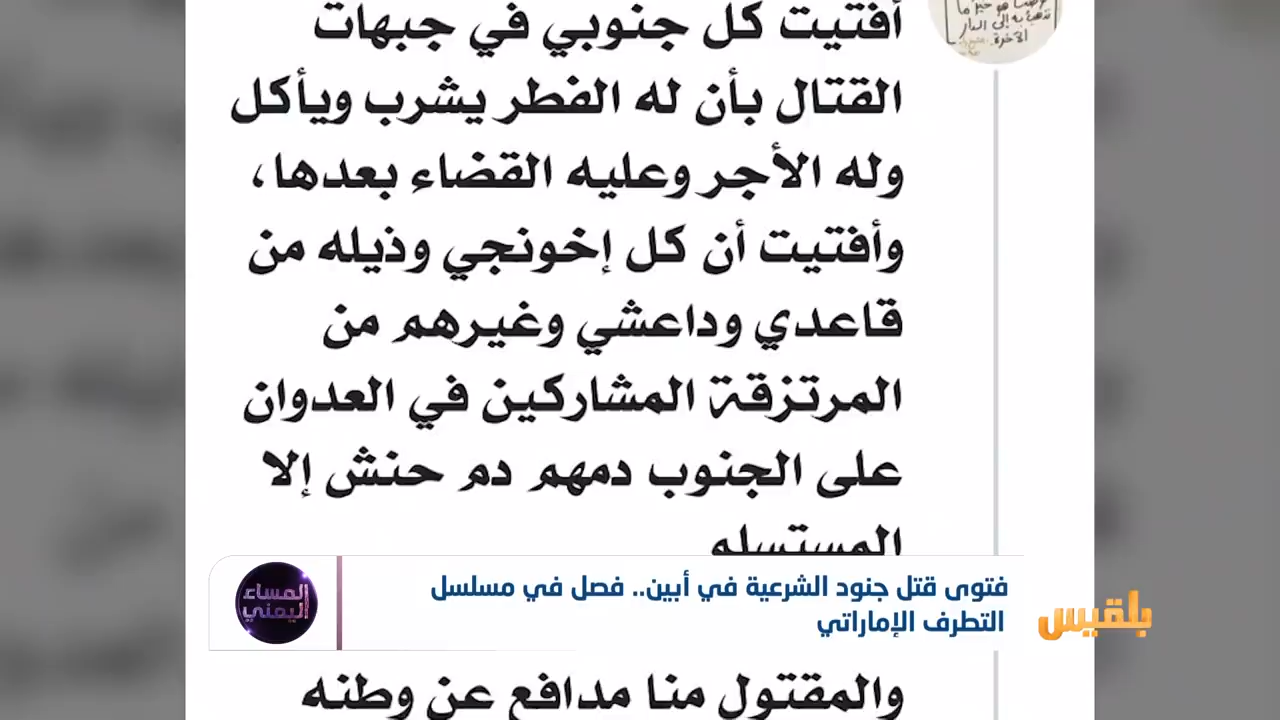 أفتيت كل جنوبي في جبهات
القتال بأن له الفطر يشرب ويأكل
وله الأجر وعليه القضاء بعدها،
وأفتيت أن كل إخونجي وذيله من
قاعدي وداعشي وغيرهم من
المرتزقة المشاركين في العدوان
على الجنوب دمهم دم حنش إلا
المستسلم
فتوى قتل جنود الشرعية في أبين.. فصل في مسلسل
التطرف الإماراتي
المساء
اليمني
بلقيس
والمقتول منا مدافع عن وطنه